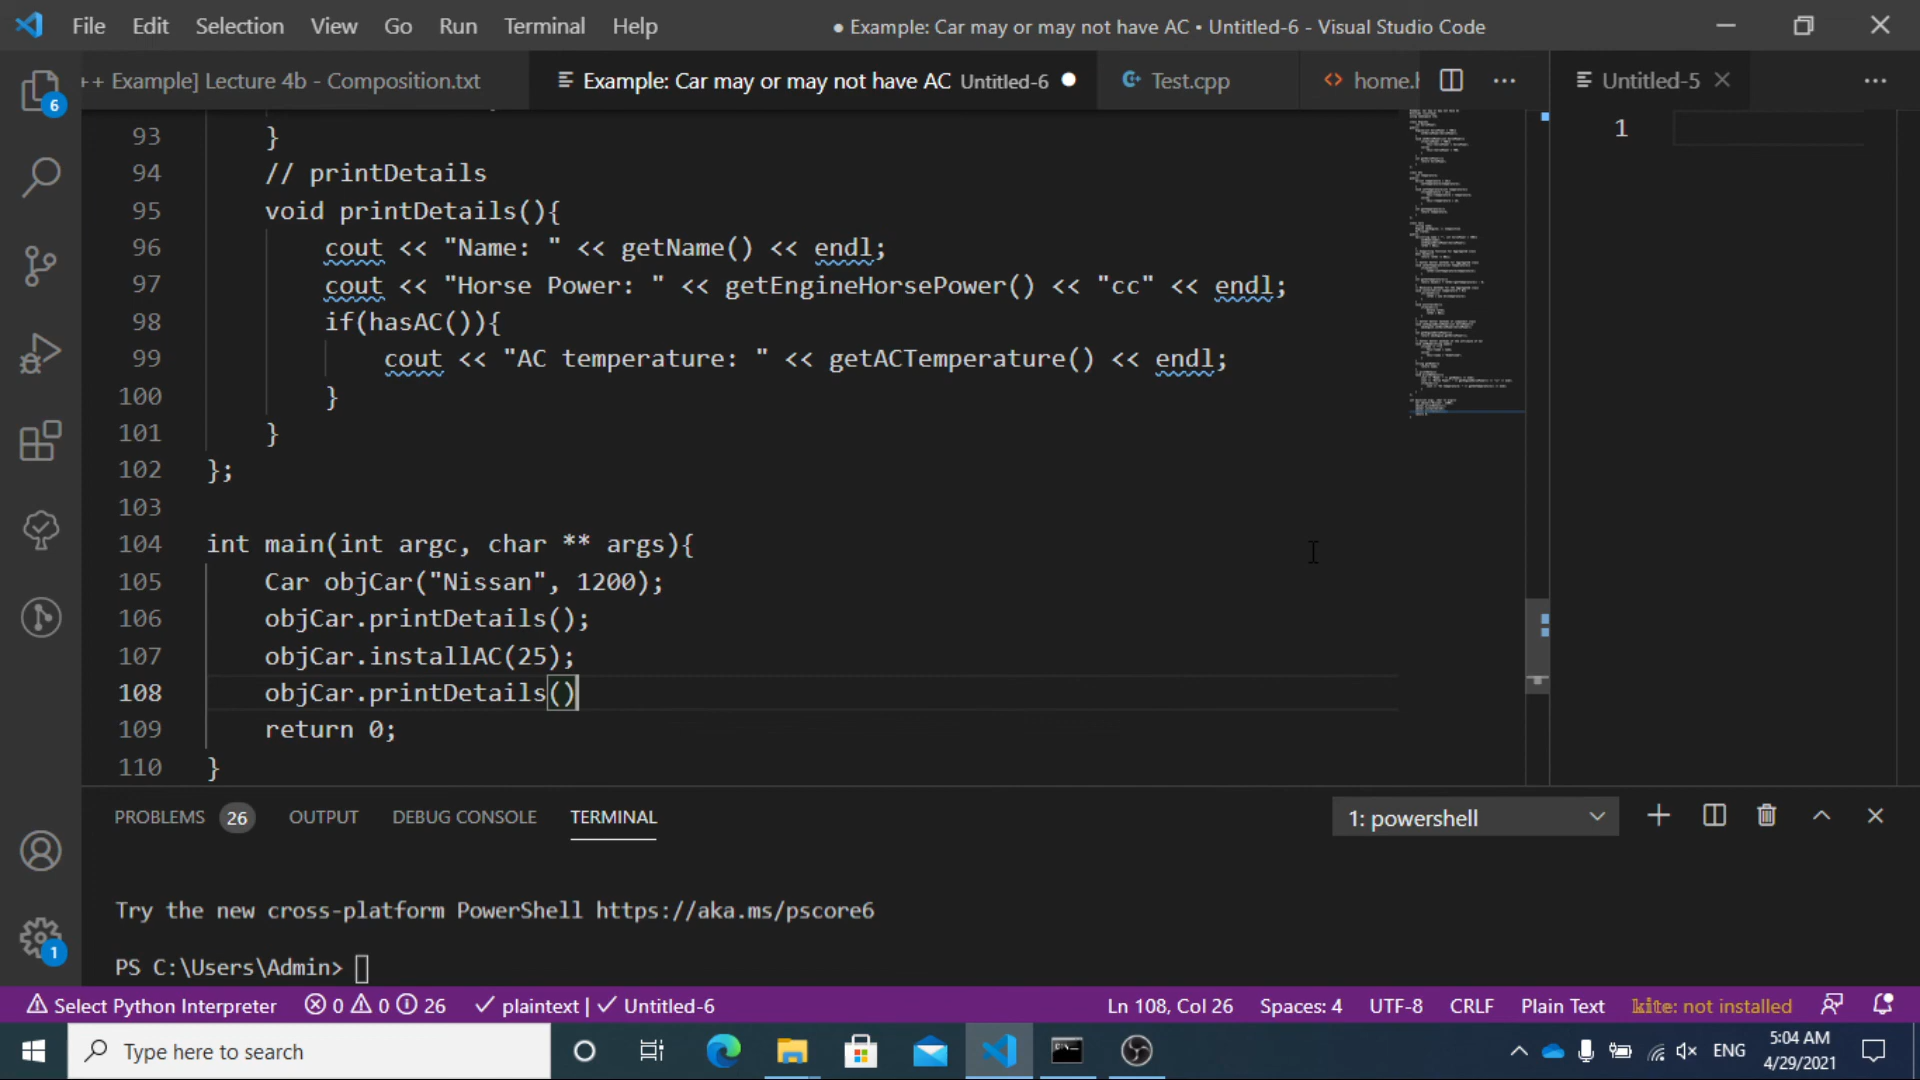 File Edit Selection View Go Run Terminal Help
● Example: Car may or may not have AC • Untitled-6 - Visual Studio Code
++ Example] Lecture 4b - Composition.txt
Example: Car may or may not have AC Untitled-6 ●
Test.cpp
home.h
Untitled-5
1
93 }
94 // printDetails
95 void printDetails(){
96 cout << "Name: " << getName() << endl;
97 cout << "Horse Power: " << getEngineHorsePower() << "cc" << endl;
98 if(hasAC()){
99 cout << "AC temperature: " << getACTemperature() << endl;
100 }
101 }
102 };
103
104 int main(int argc, char ** args){
105 Car objCar("Nissan", 1200);
106 objCar.printDetails();
107 objCar.installAC(25);
108 objCar.printDetails()
109 return 0;
110 }
6
1
PROBLEMS 26 OUTPUT DEBUG CONSOLE TERMINAL
1: powershell
Try the new cross-platform PowerShell https://aka.ms/pscore6
PS C:\Users\Admin>
Select Python Interpreter 0 0 26 ✓ plaintext | ✓ Untitled-6
Ln 108, Col 26 Spaces: 4 UTF-8 CRLF Plain Text kite: not installed
Type here to search
ENG
5:04 AM
4/29/2021